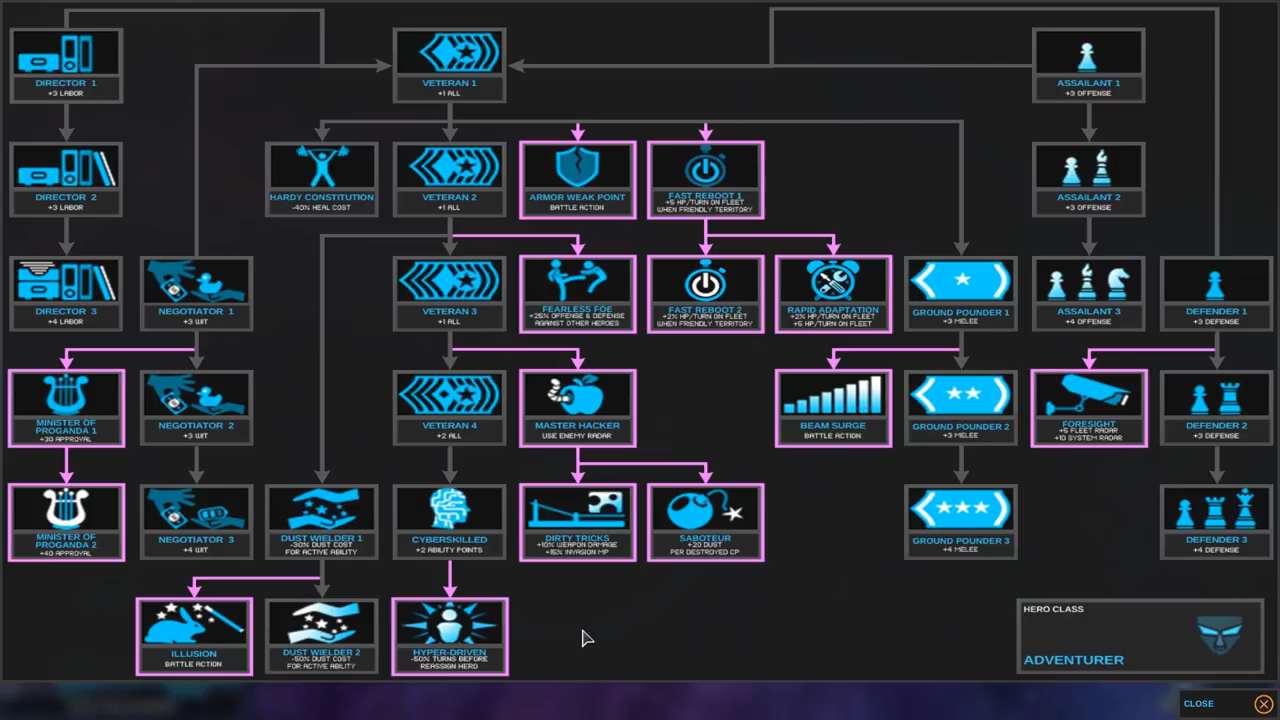 DIRECTOR 1
+3 LABOR
VETERAN 1
+1 ALL
ASSAILANT 1
+3 OFFENSE
DIRECTOR 2
+3 LABOR
HARDY CONSTITUTION
-40% HEAL COST
VETERAN 2
+1 ALL
ARMOR WEAK POINT
BATTLE ACTION
FAST REBOOT 1
+5 HP/TURN ON FLEET
WHEN FRIENDLY TERRITORY
ASSAILANT 2
+3 OFFENSE
DIRECTOR 3
+4 LABOR
NEGOTIATOR 1
+3 WIT
VETERAN 3
+1 ALL
FEARLESS FOE
+25% OFFENSE & DEFENSE
AGAINST OTHER HEROES
FAST REBOOT 2
+2% HP/TURN ON FLEET
WHEN FRIENDLY TERRITORY
RAPID ADAPTATION
+2% HP/TURN ON FLEET
+5 HP/TURN ON FLEET
GROUND POUNDER 1
+3 MELEE
ASSAILANT 3
+4 OFFENSE
DEFENDER 1
+3 DEFENSE
MINISTER OF
PROGANDA 1
+30 APPROVAL
NEGOTIATOR 2
+3 WIT
VETERAN 4
+2 ALL
MASTER HACKER
USE ENEMY RADAR
BEAM SURGE
BATTLE ACTION
GROUND POUNDER 2
+3 MELEE
FORESIGHT
+5 FLEET RADAR
+10 SYSTEM RADAR
DEFENDER 2
+3 DEFENSE
MINISTER OF
PROGANDA 2
+40 APPROVAL
NEGOTIATOR 3
+4 WIT
DUST WIELDER 1
-30% DUST COST
FOR ACTIVE ABILITY
CYBERSKILLED
+2 ABILITY POINTS
DIRTY TRICKS
+10% WEAPON DAMAGE
+15% INVASION MP
SABOTEUR
+20 DUST
PER DESTROYED CP
GROUND POUNDER 3
+4 MELEE
DEFENDER 3
+4 DEFENSE
ILLUSION
BATTLE ACTION
DUST WIELDER 2
-50% DUST COST
FOR ACTIVE ABILITY
HYPER-DRIVEN
-50% TURNS BEFORE
REASSIGN HERO
HERO CLASS
ADVENTURER
CLOSE